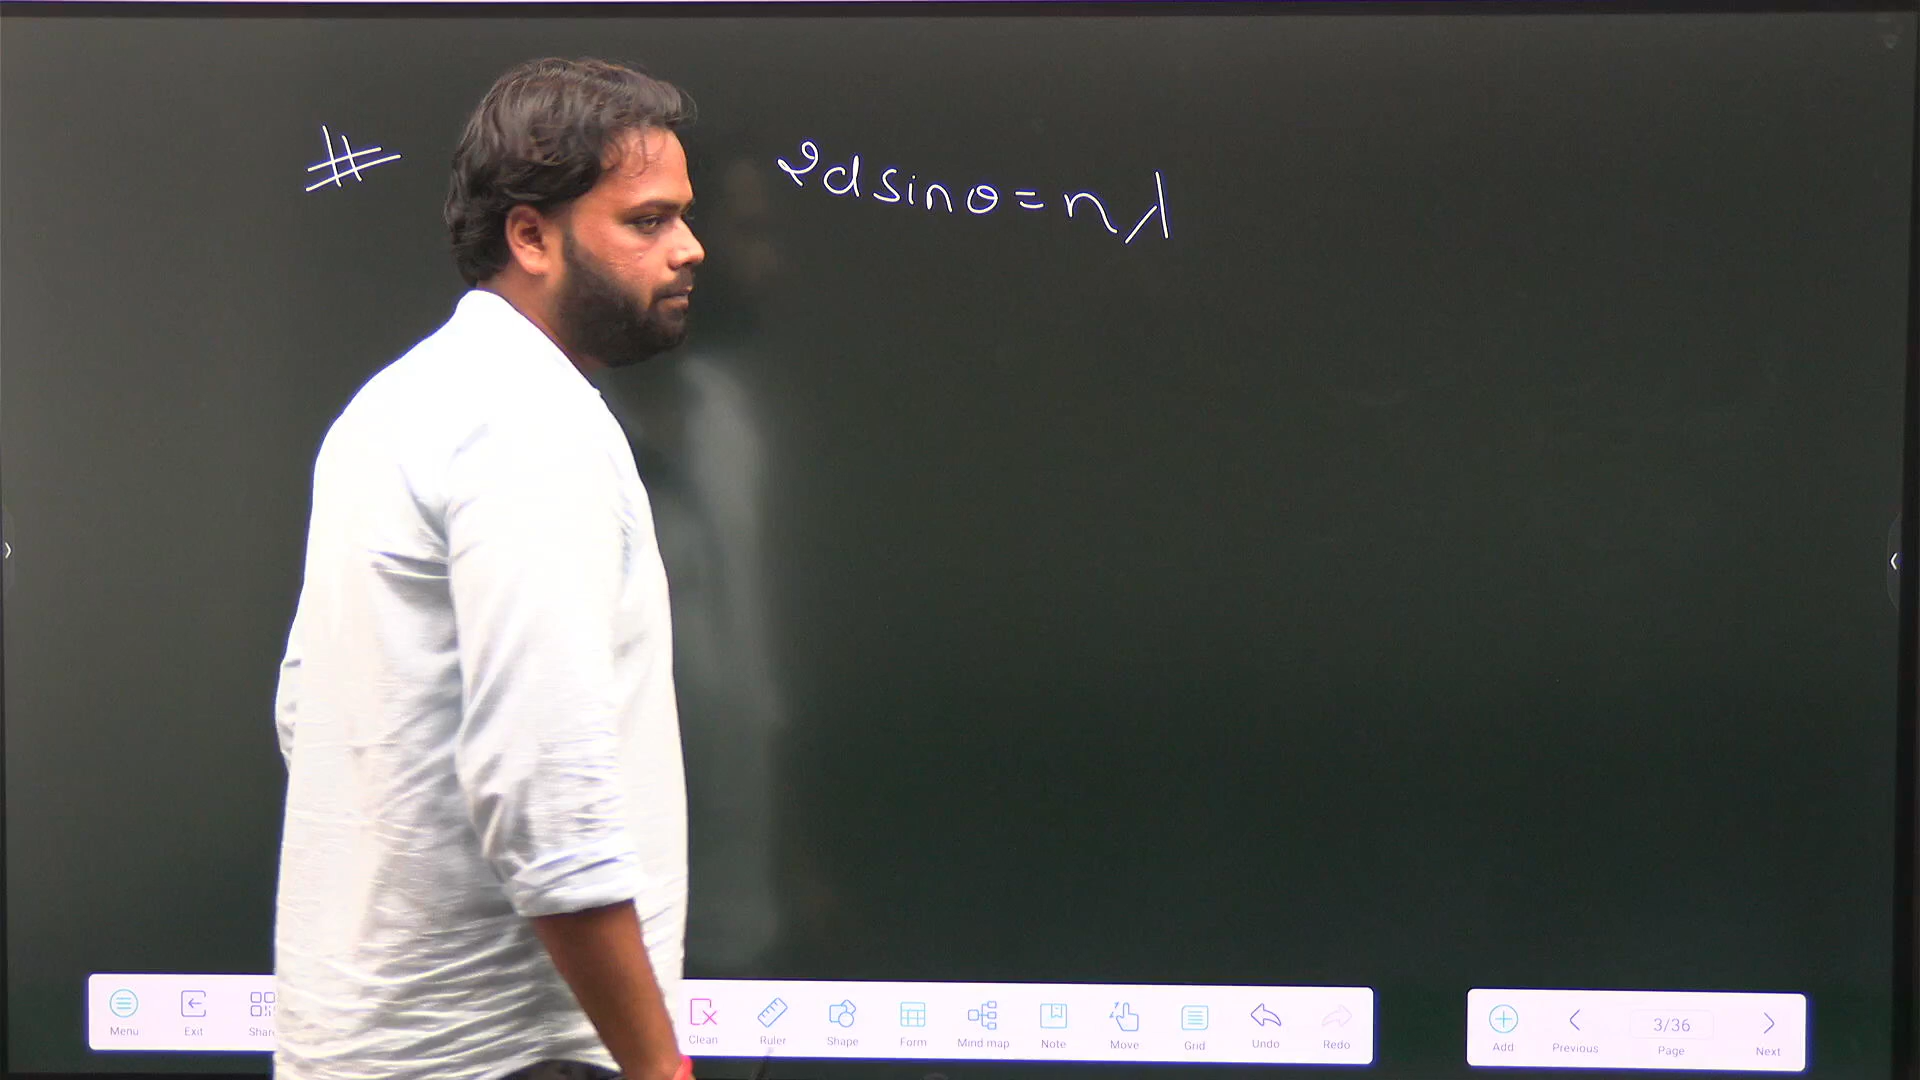 # 2d sinθ = nλ
Menu Exit Share Clean Ruler Shape Form Mind map Note Move Grid Undo Redo Add Previous 3/36 Page Next